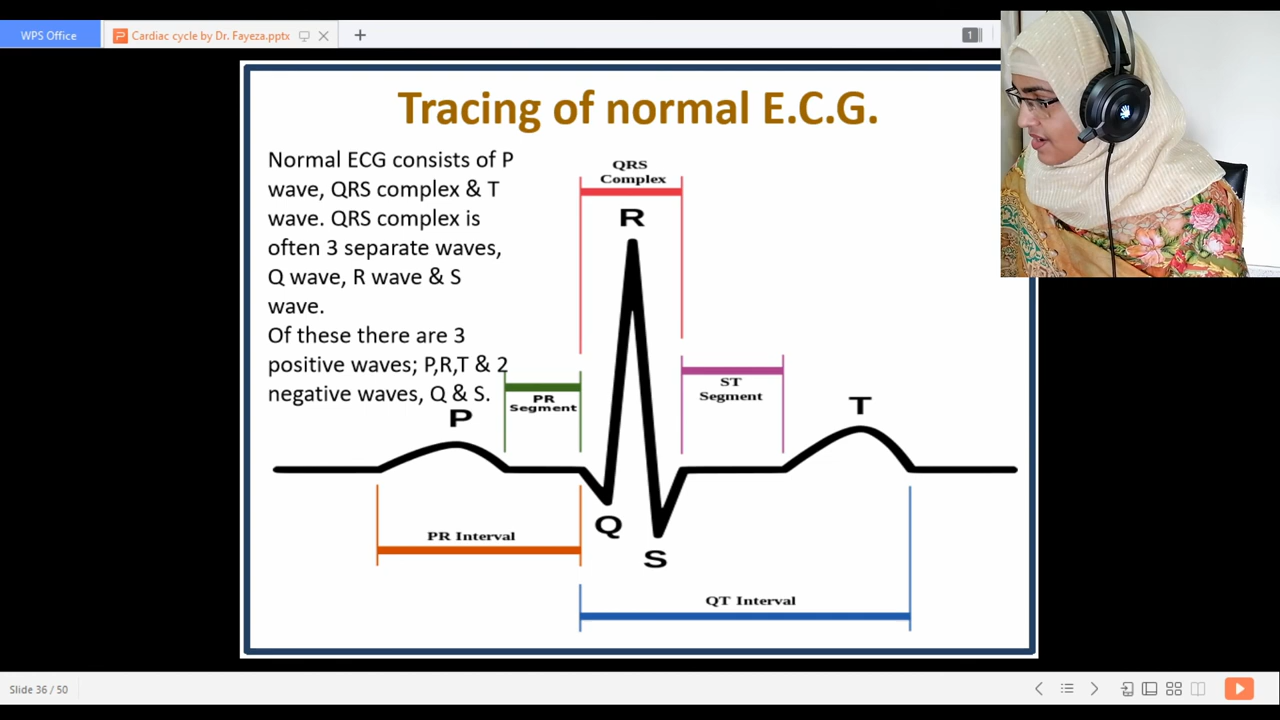 WPS Office
Cardiac cycle by Dr. Fayeza.pptx
1
Tracing of normal E.C.G.
Normal ECG consists of P
wave, QRS complex & T
wave. QRS complex is
often 3 separate waves,
Q wave, R wave & S
wave.
Of these there are 3
positive waves; P,R,T & 2
negative waves, Q & S.
QRS
Complex
R
PR
Segment
ST
Segment
P
T
Q
S
PR Interval
QT Interval
Slide 36 / 50